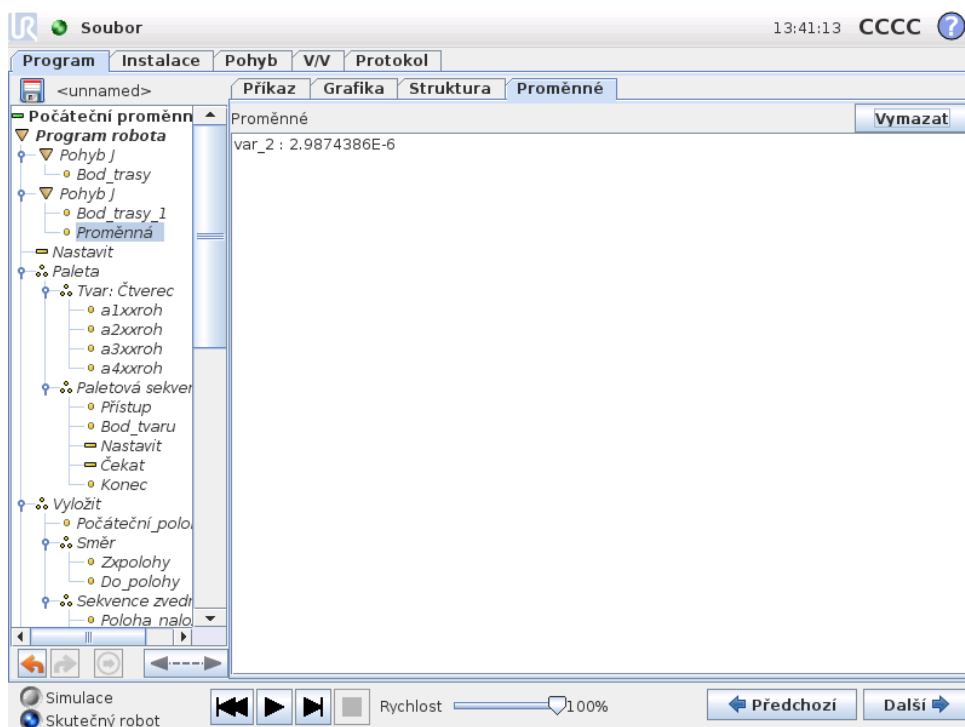 UR Soubor 13:41:13 CCCC ?
Program Instalace Pohyb V/V Protokol
<unnamed> Příkaz Grafika Struktura Proměnné
Počáteční proměnn
Proměnné Vymazat
Program robota
var_2 : 2.9874386E-6
Pohyb J
Bod_trasy
Pohyb J
Bod_trasy_1
Proměnná
Nastavit
Paleta
Tvar: Čtverec
a1xxroh
a2xxroh
a3xxroh
a4xxroh
Paletová sekver
Přístup
Bod_tvaru
Nastavit
Čekat
Konec
Vyložit
Počáteční_polo
Směr
Zxpolohy
Do_polohy
Sekvence zvedr
Poloha_nalo
Simulace
Skutečný robot
Rychlost 100% Předchozí Další